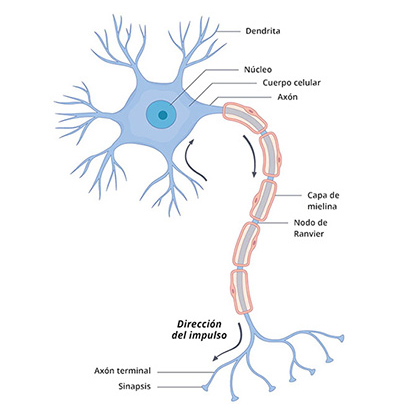 Dendrita
Núcleo
Cuerpo celular
Axón
Capa de
mielina
Nodo de
Ranvier
Dirección
del impulso
Axón terminal
Sinapsis